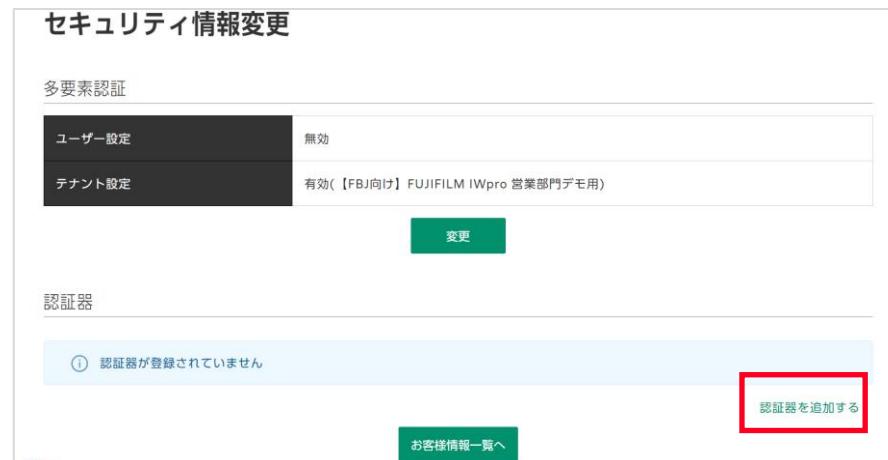 セキュリティ情報変更
多要素認証
ユーザー設定
無効
テナント設定
有効(【FBJ向け】FUJIFILM IWpro 営業部門デモ用)
変更
認証器
認証器が登録されていません
認証器を追加する
お客様情報一覧へ